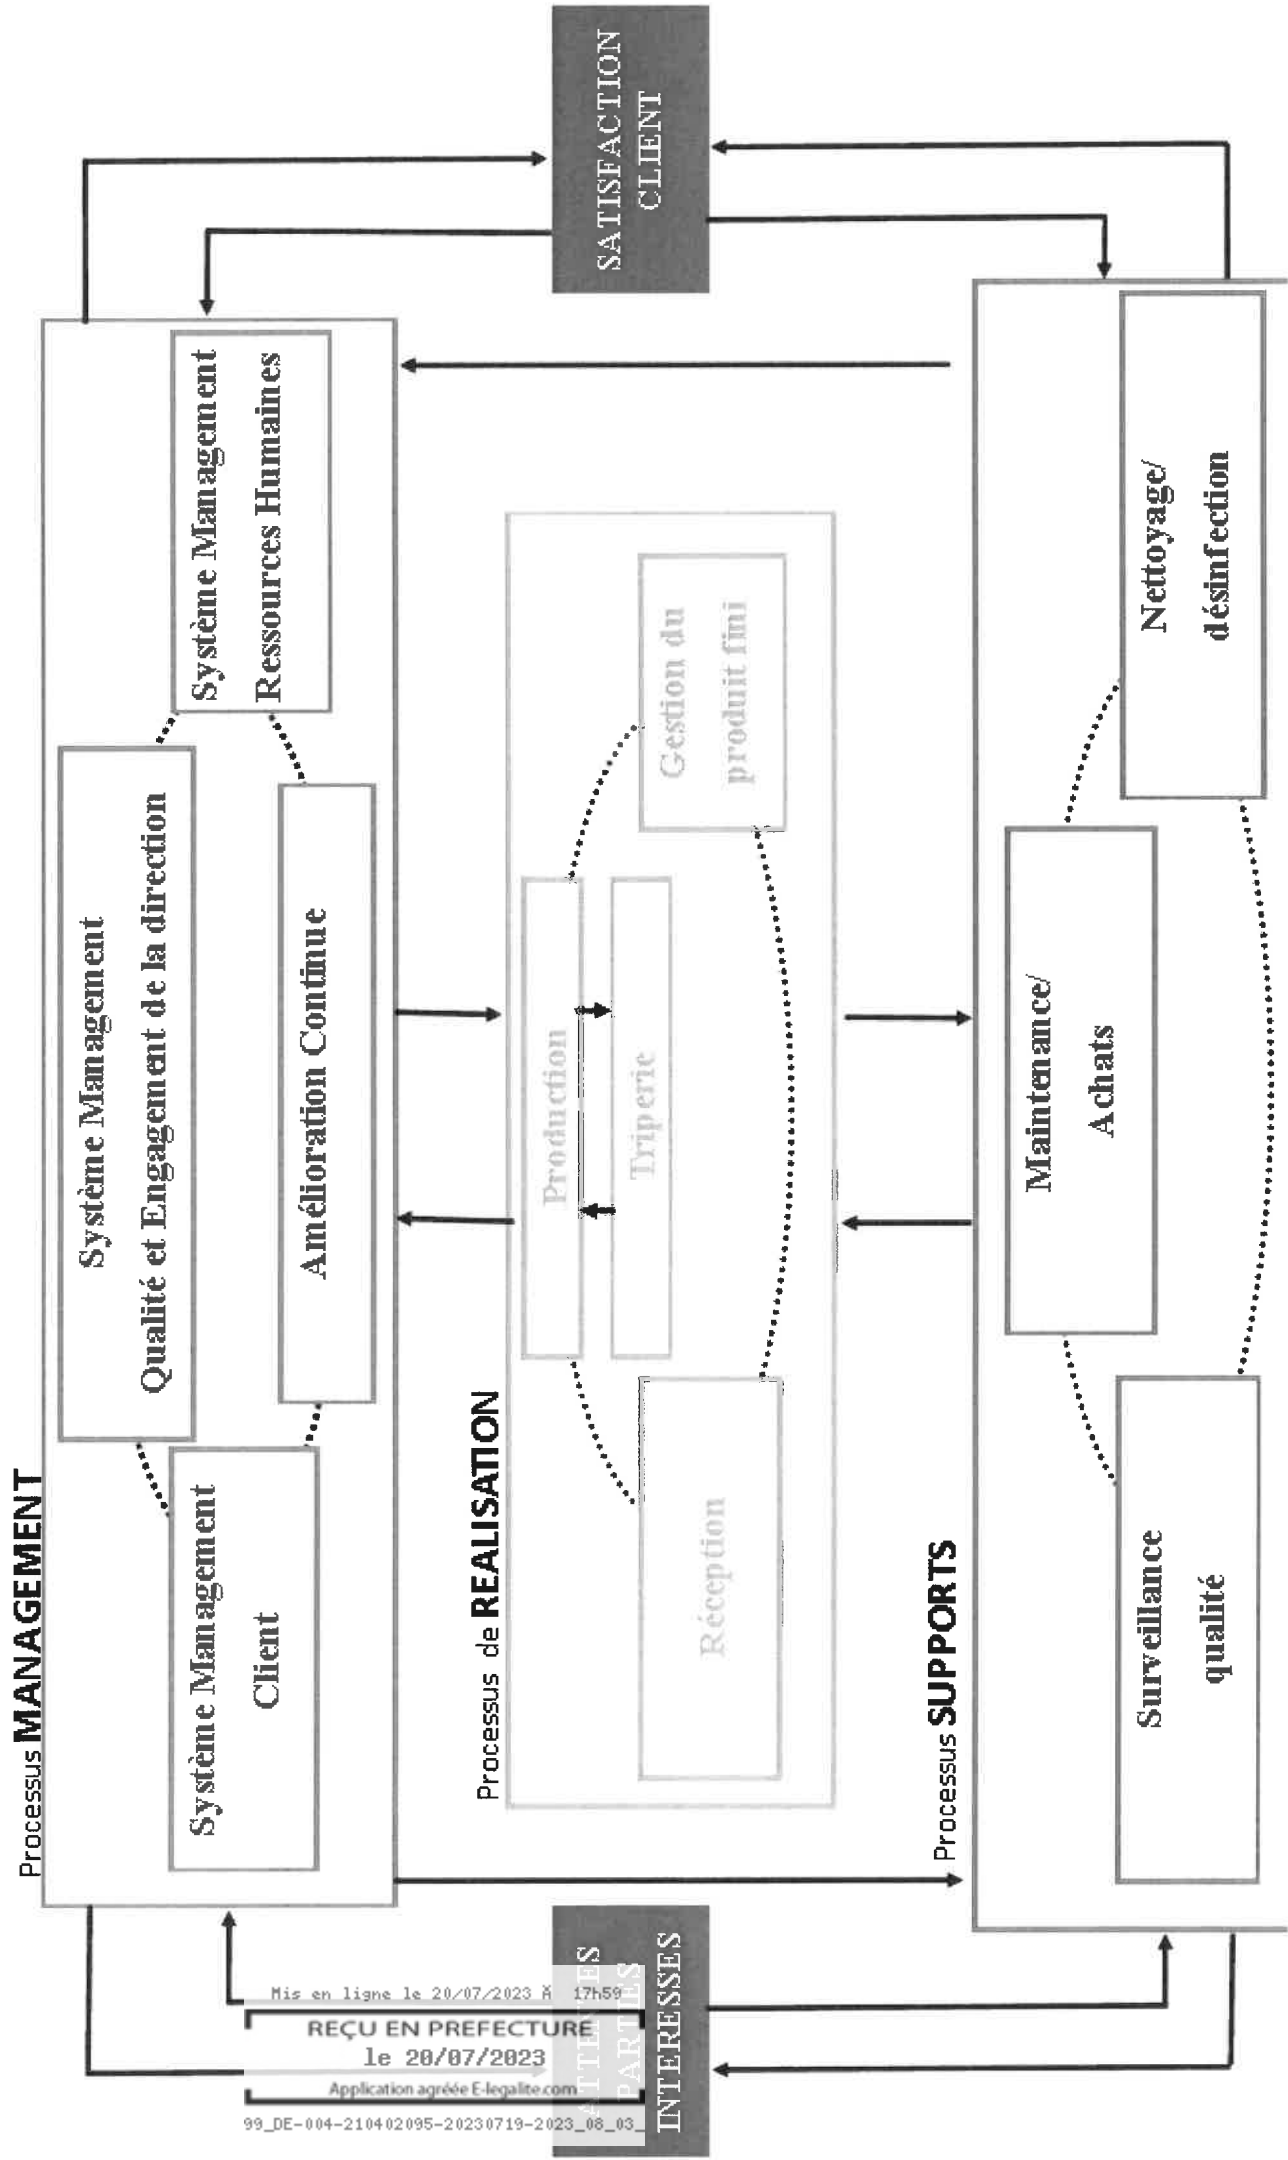 Processus MANAGEMENT
Système Management
Qualité et Engagement de la direction
Système Management
Client
Système Management
Ressources Humaines
Amélioration Continue
Processus de REALISATION
Production
Triperie
Réception
Gestion du
produit fini
Processus SUPPORTS
Maintenance/
Achats
Surveillance
qualité
Nettoyage/
désinfection
ATTENTES
PARTIES
INTERESSES
SATISFACTION
CLIENT
Mis en ligne le 20/07/2023 À 17h59
REÇU EN PREFECTURE
le 20/07/2023
Application agréée E-legalite.com
99_DE-004-210402095-20230719-2023_08_03_